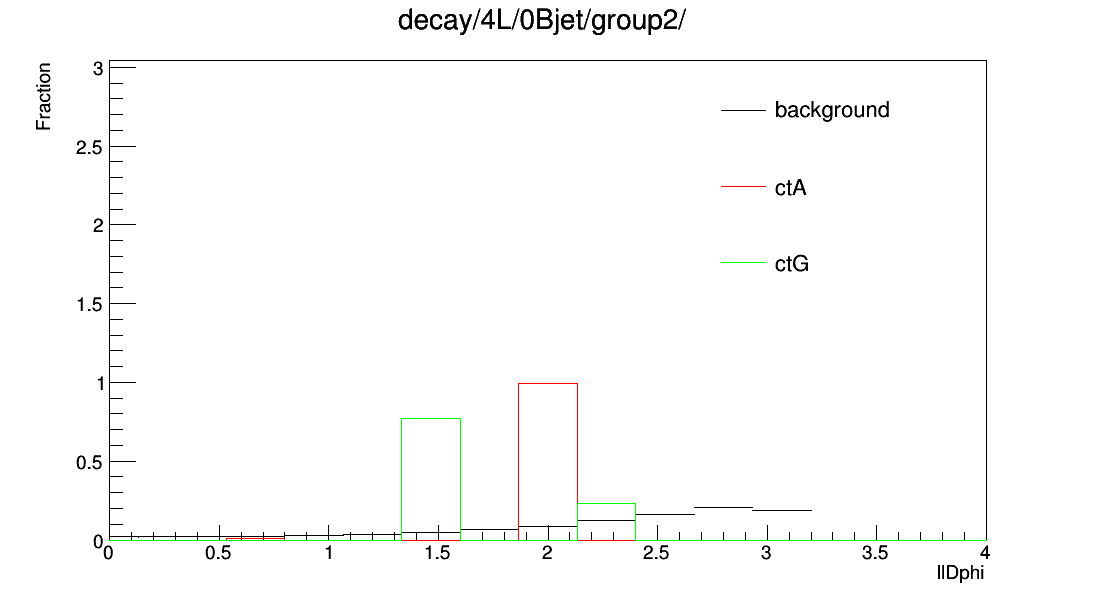 decay/4L/0Bjet/group2/
Fraction
3
2.5
2
1.5
1
0.5
0
background
ctA
ctG
0 0.5 1 1.5 2 2.5 3 3.5 4
llDphi